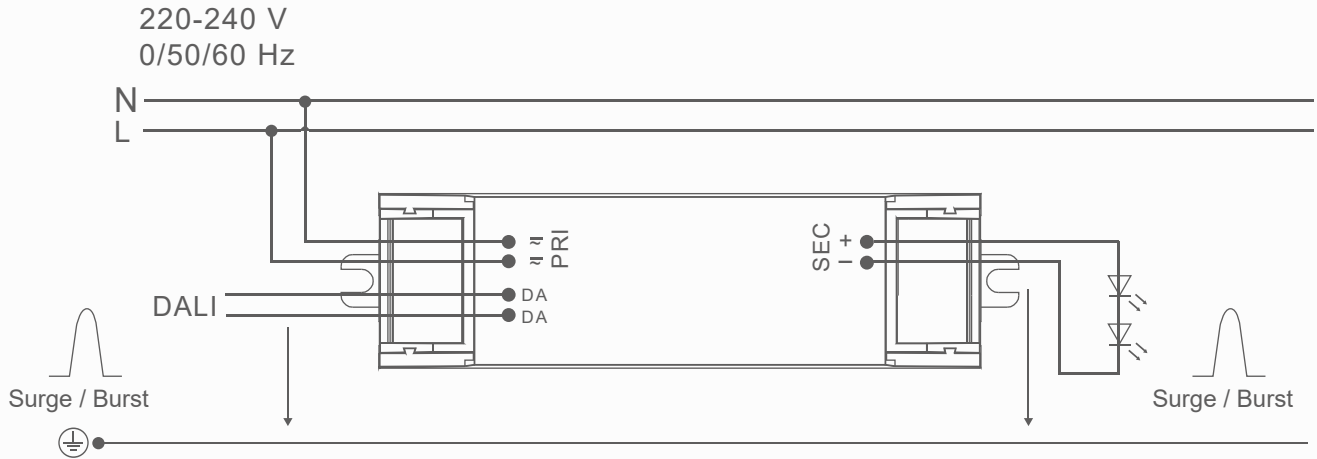 220-240 V
0/50/60 Hz
N
L
PRI
SEC
+
−
DALI
DA
DA
Surge / Burst
Surge / Burst